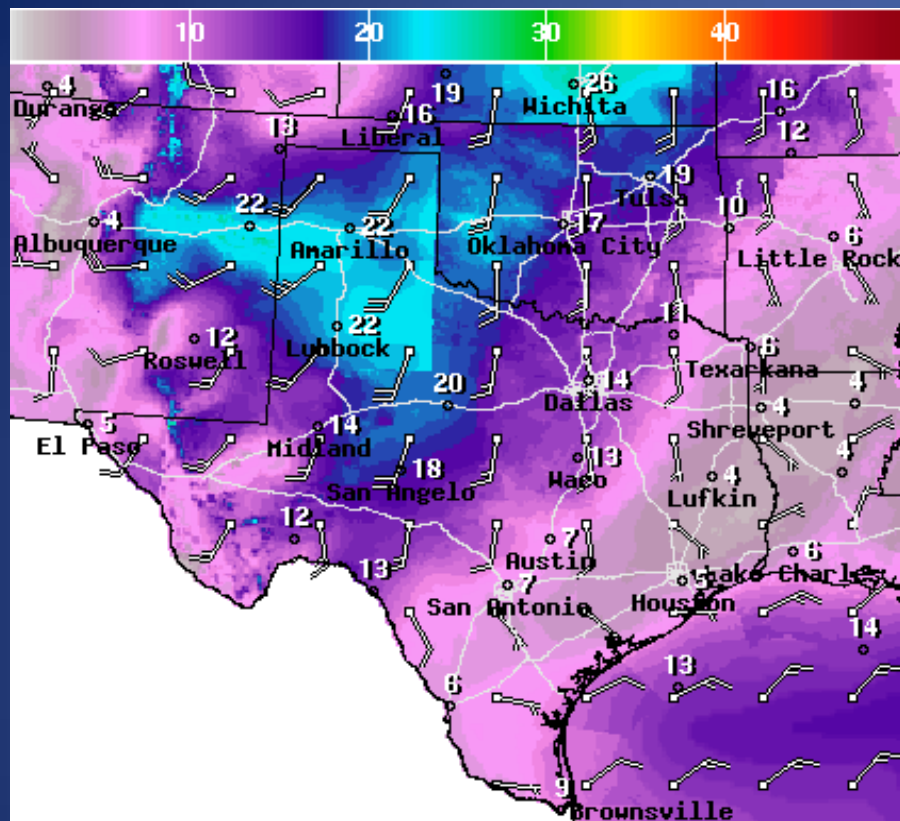 10 20 30 40
4 19 26 16
Durango Wichita
16
Liberal
13 12
19
Tulsa
4 22 22 17 10 6
Albuquerque Amarillo Oklahoma City Little Rock
12 22 11 6
Roswell Lubbock Texarkana
20 14 4 4
Dallas Shreveport
5 14
El Paso Midland
18 13 4 4
San Angelo Waco Lufkin
12 7 6
Austin Lake Charles
13 7 5
San Antonio Houston
14
13
6
9
Brownsville